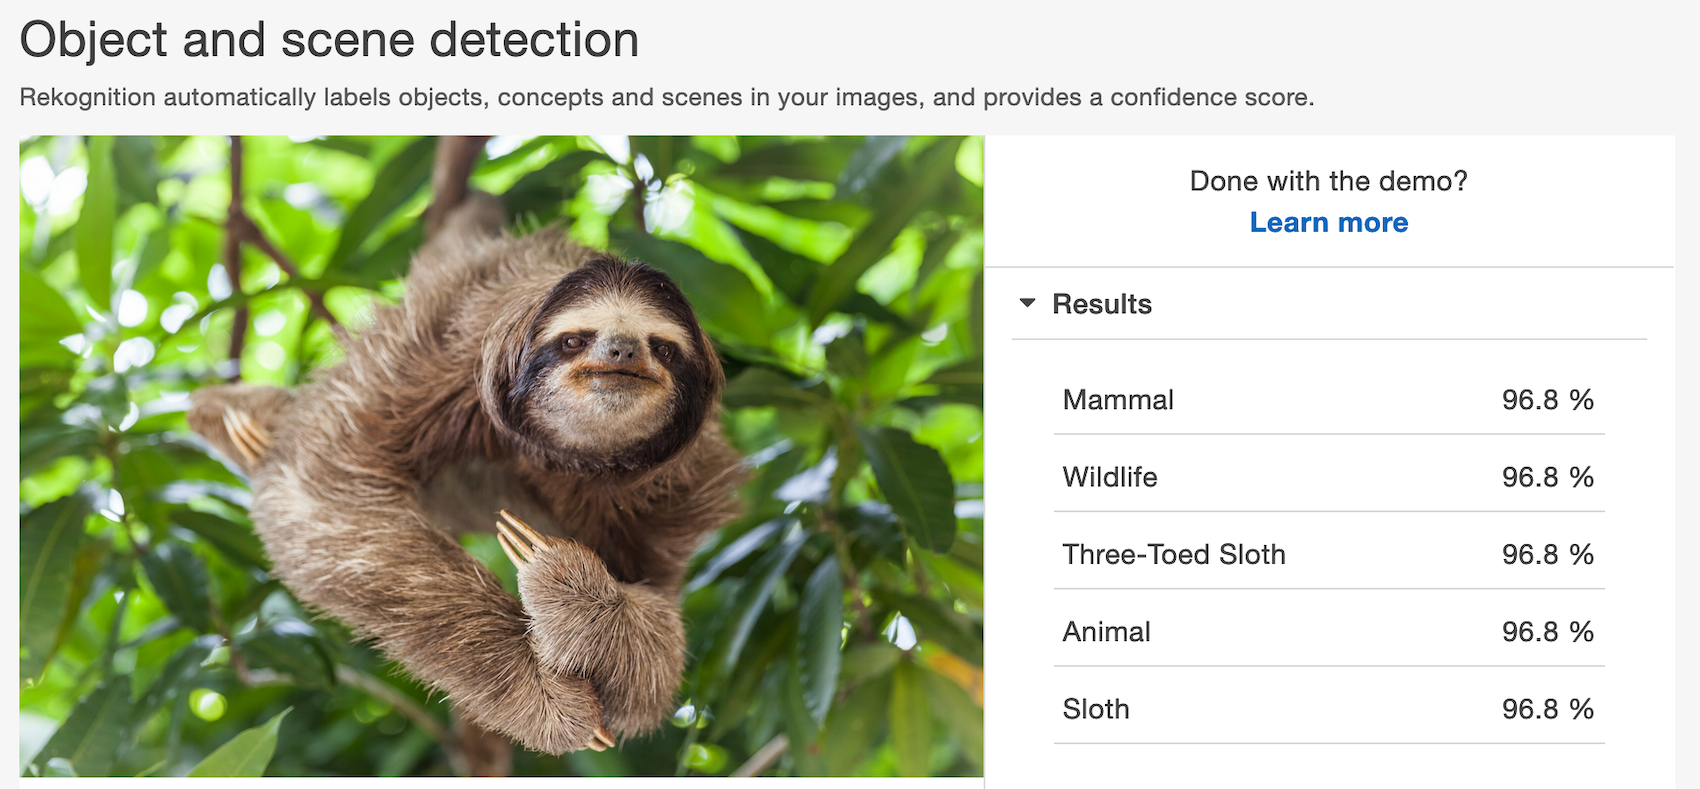 Object and scene detection
Rekognition automatically labels objects, concepts and scenes in your images, and provides a confidence score.
Done with the demo?
Learn more
Results
Mammal 96.8 %
Wildlife 96.8 %
Three-Toed Sloth 96.8 %
Animal 96.8 %
Sloth 96.8 %